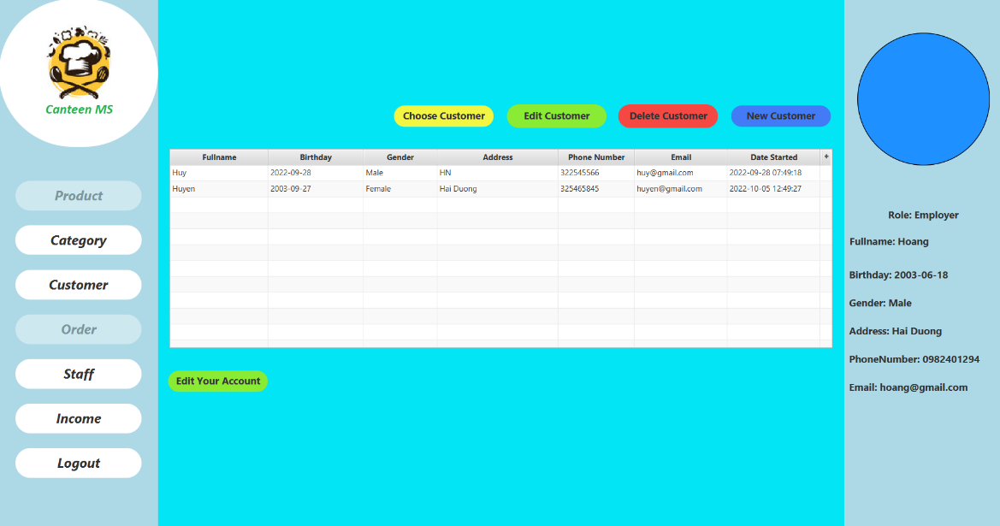 Canteen MS
Product
Category
Customer
Order
Staff
Income
Logout
Choose Customer Edit Customer Delete Customer New Customer
Fullname Birthday Gender Address Phone Number Email Date Started +
Huy 2022-09-28 Male HN 322545566 huy@gmail.com 2022-09-28 07:49:18
Huyen 2003-09-27 Female Hai Duong 325465845 huyen@gmail.com 2022-10-05 12:49:27
Edit Your Account
Role: Employer
Fullname: Hoang
Birthday: 2003-06-18
Gender: Male
Address: Hai Duong
PhoneNumber: 0982401294
Email: hoang@gmail.com